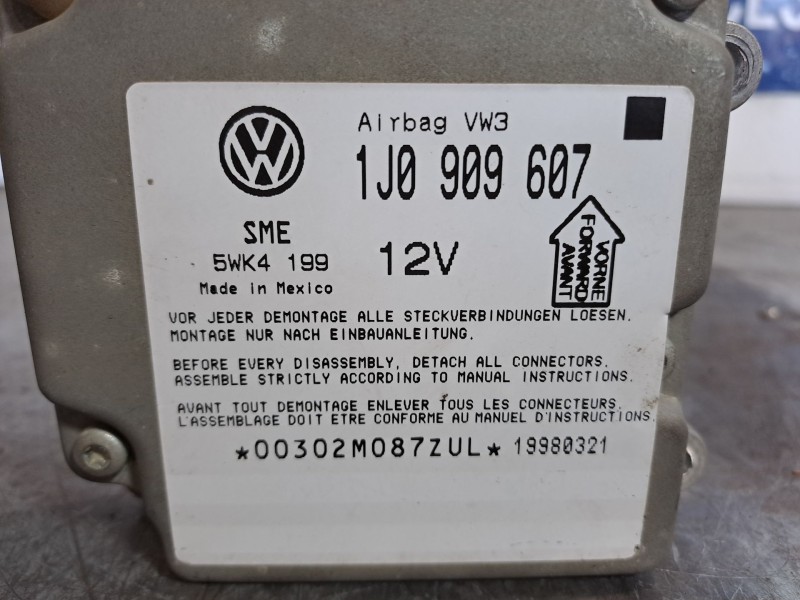 Airbag VW3
1J0 909 607
SME
5WK4 199
Made in Mexico
12V
VORNE
FORWARD
AVANT
VOR JEDER DEMONTAGE ALLE STECKVERBINDUNGEN LOESEN.
MONTAGE NUR NACH EINBAUANLEITUNG.
BEFORE EVERY DISASSEMBLY, DETACH ALL CONNECTORS.
ASSEMBLE STRICTLY ACCORDING TO MANUAL INSTRUCTIONS.
AVANT TOUT DEMONTAGE ENLEVER TOUS LES CONNECTEURS.
L'ASSEMBLAGE DOIT ETRE CONFORME AU MANUEL D'INSTRUCTIONS.
*00302M087ZUL* 19980321